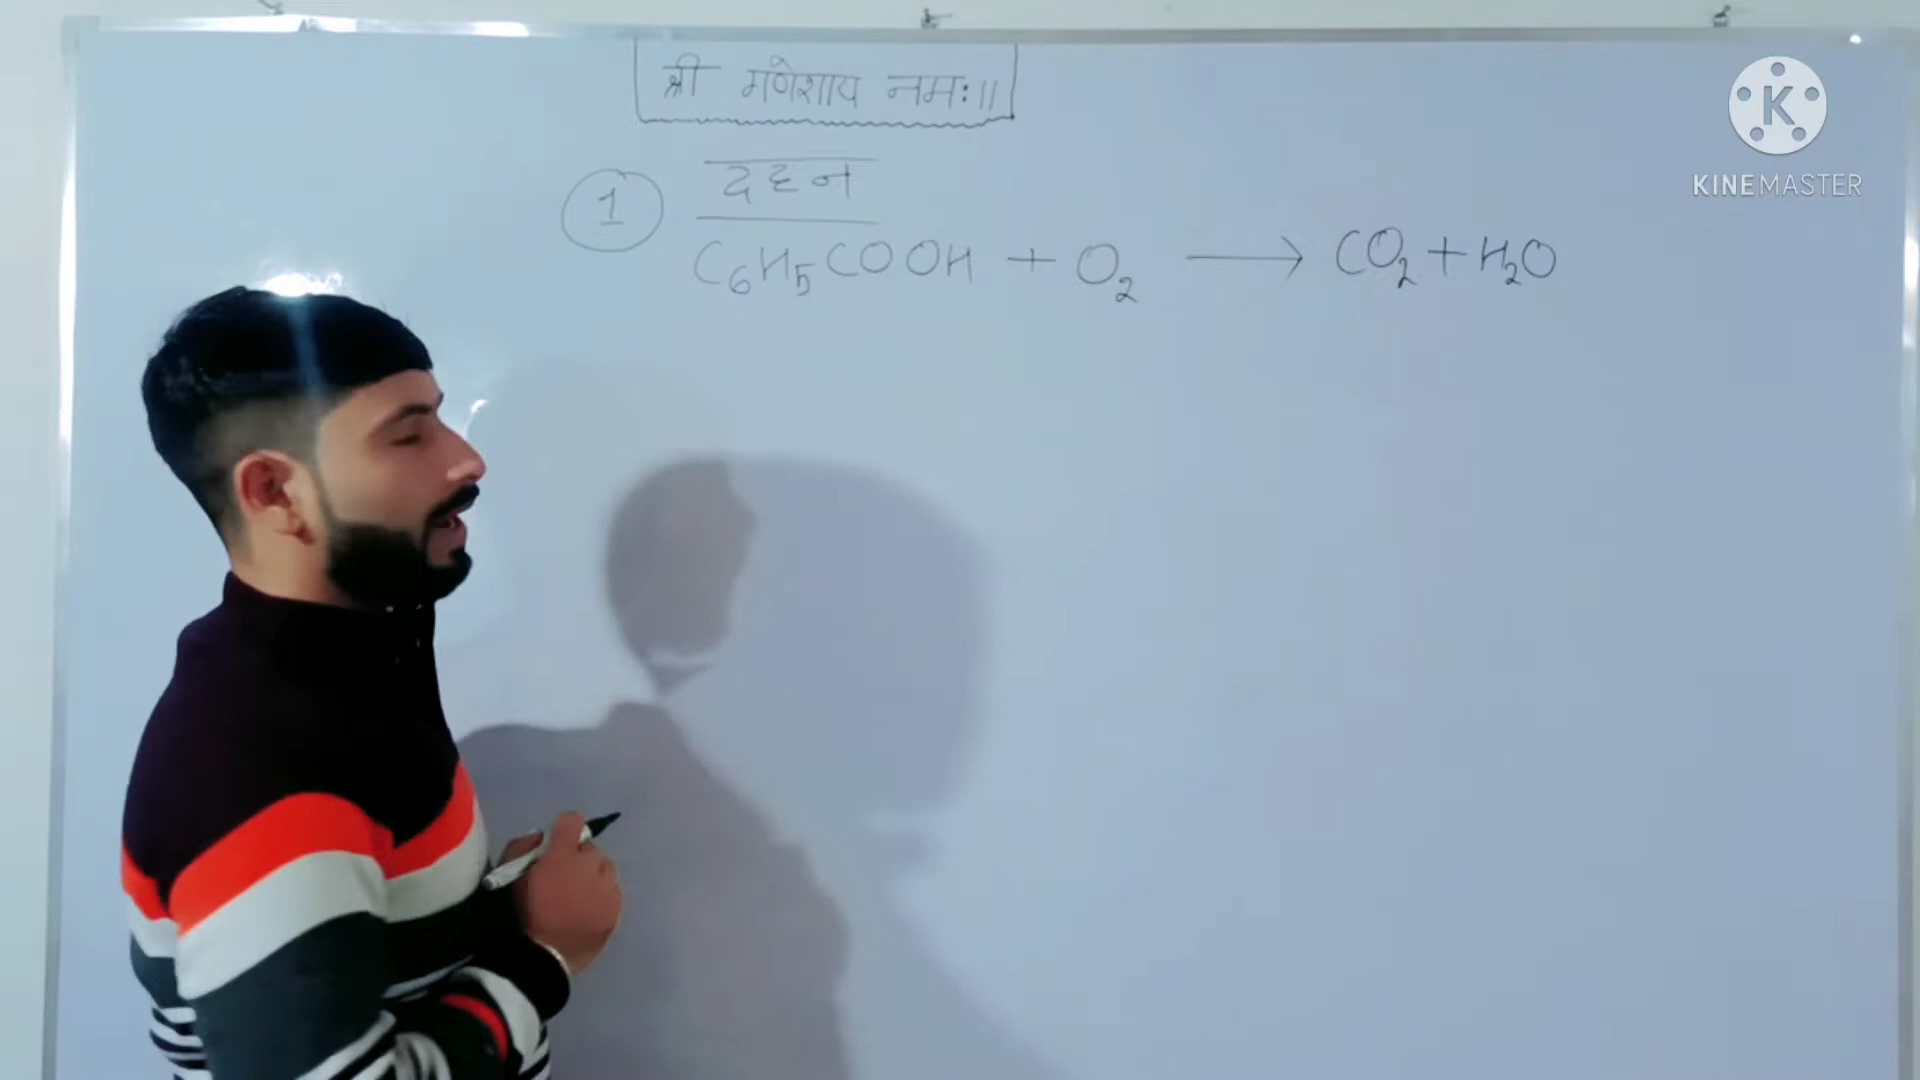 श्री गणेशाय नमः॥
① दहन
C₆H₅COOH + O₂ ⟶ CO₂ + H₂O
K
KINEMASTER